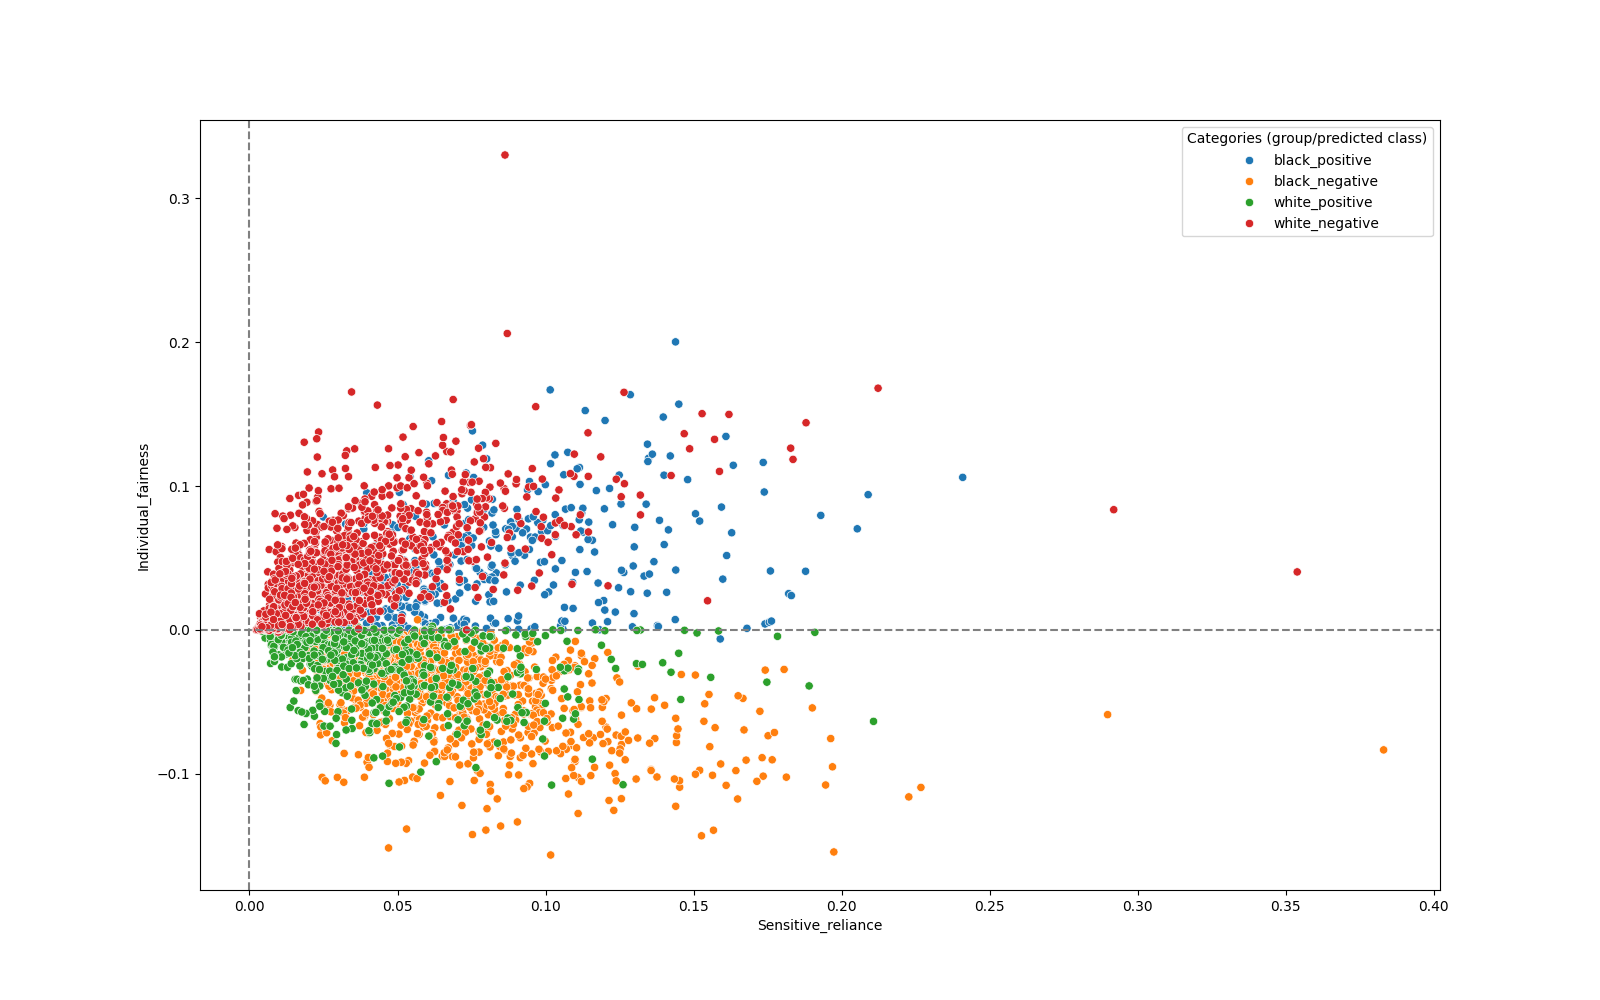 Categories (group/predicted class)
black_positive
black_negative
white_positive
white_negative
0.3
0.2
0.1
0.0
−0.1
Individual_fairness
0.00 0.05 0.10 0.15 0.20 0.25 0.30 0.35 0.40
Sensitive_reliance